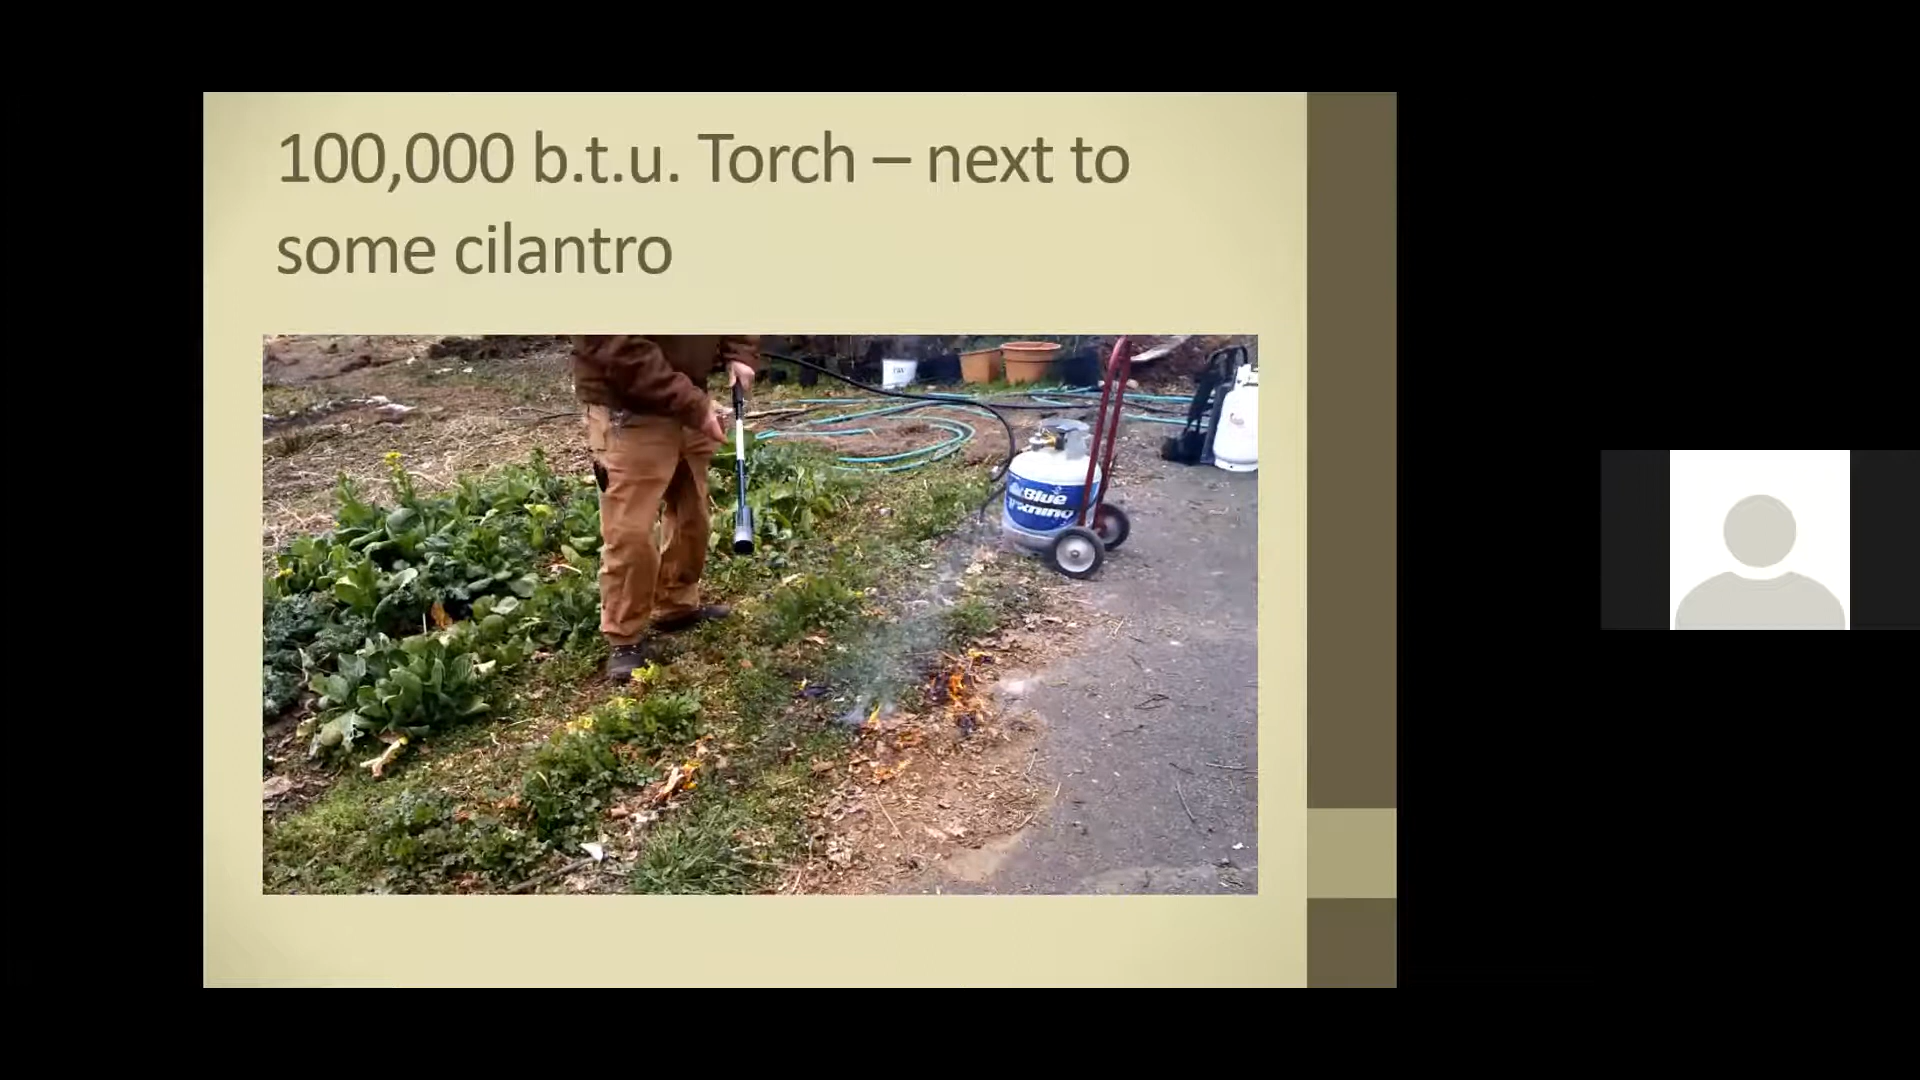 100,000 b.t.u. Torch – next to
some cilantro
Blue